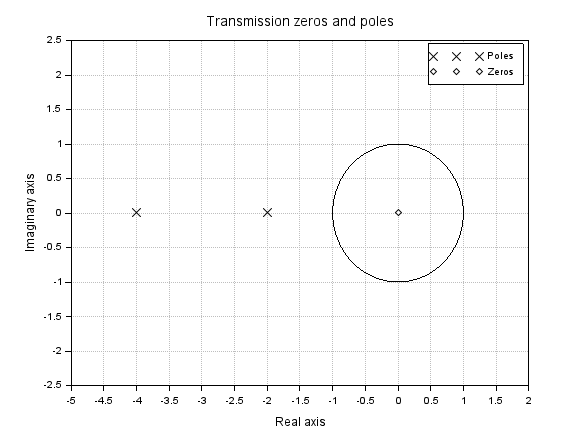 Transmission zeros and poles
Poles
Zeros
2.5
2
1.5
1
0.5
0
-0.5
-1
-1.5
-2
-2.5
Imaginary axis
-5 -4.5 -4 -3.5 -3 -2.5 -2 -1.5 -1 -0.5 0 0.5 1 1.5 2
Real axis